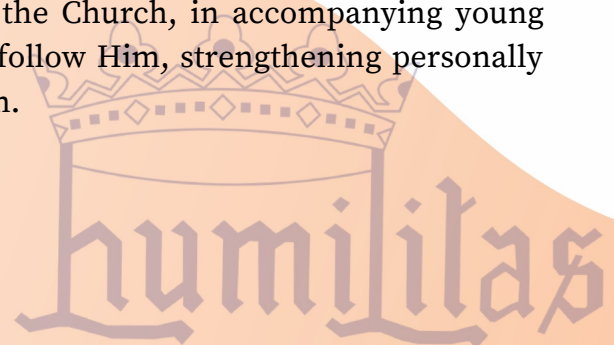 the Church, in accompanying young
follow Him, strengthening personally
humilitas